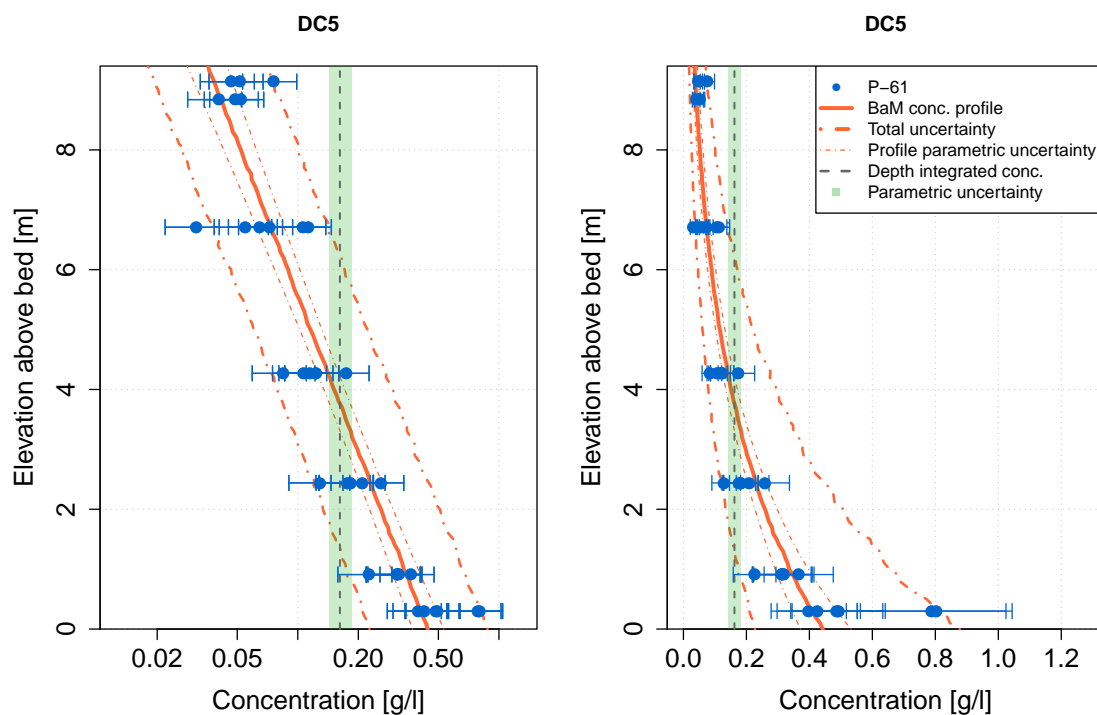 DC5
Elevation above bed [m]
8
6
4
2
0
0.02 0.05 0.20 0.50
Concentration [g/l]
DC5
P−61
BaM conc. profile
Total uncertainty
Profile parametric uncertainty
Depth integrated conc.
Parametric uncertainty
Elevation above bed [m]
8
6
4
2
0
0.0 0.2 0.4 0.6 0.8 1.0 1.2
Concentration [g/l]